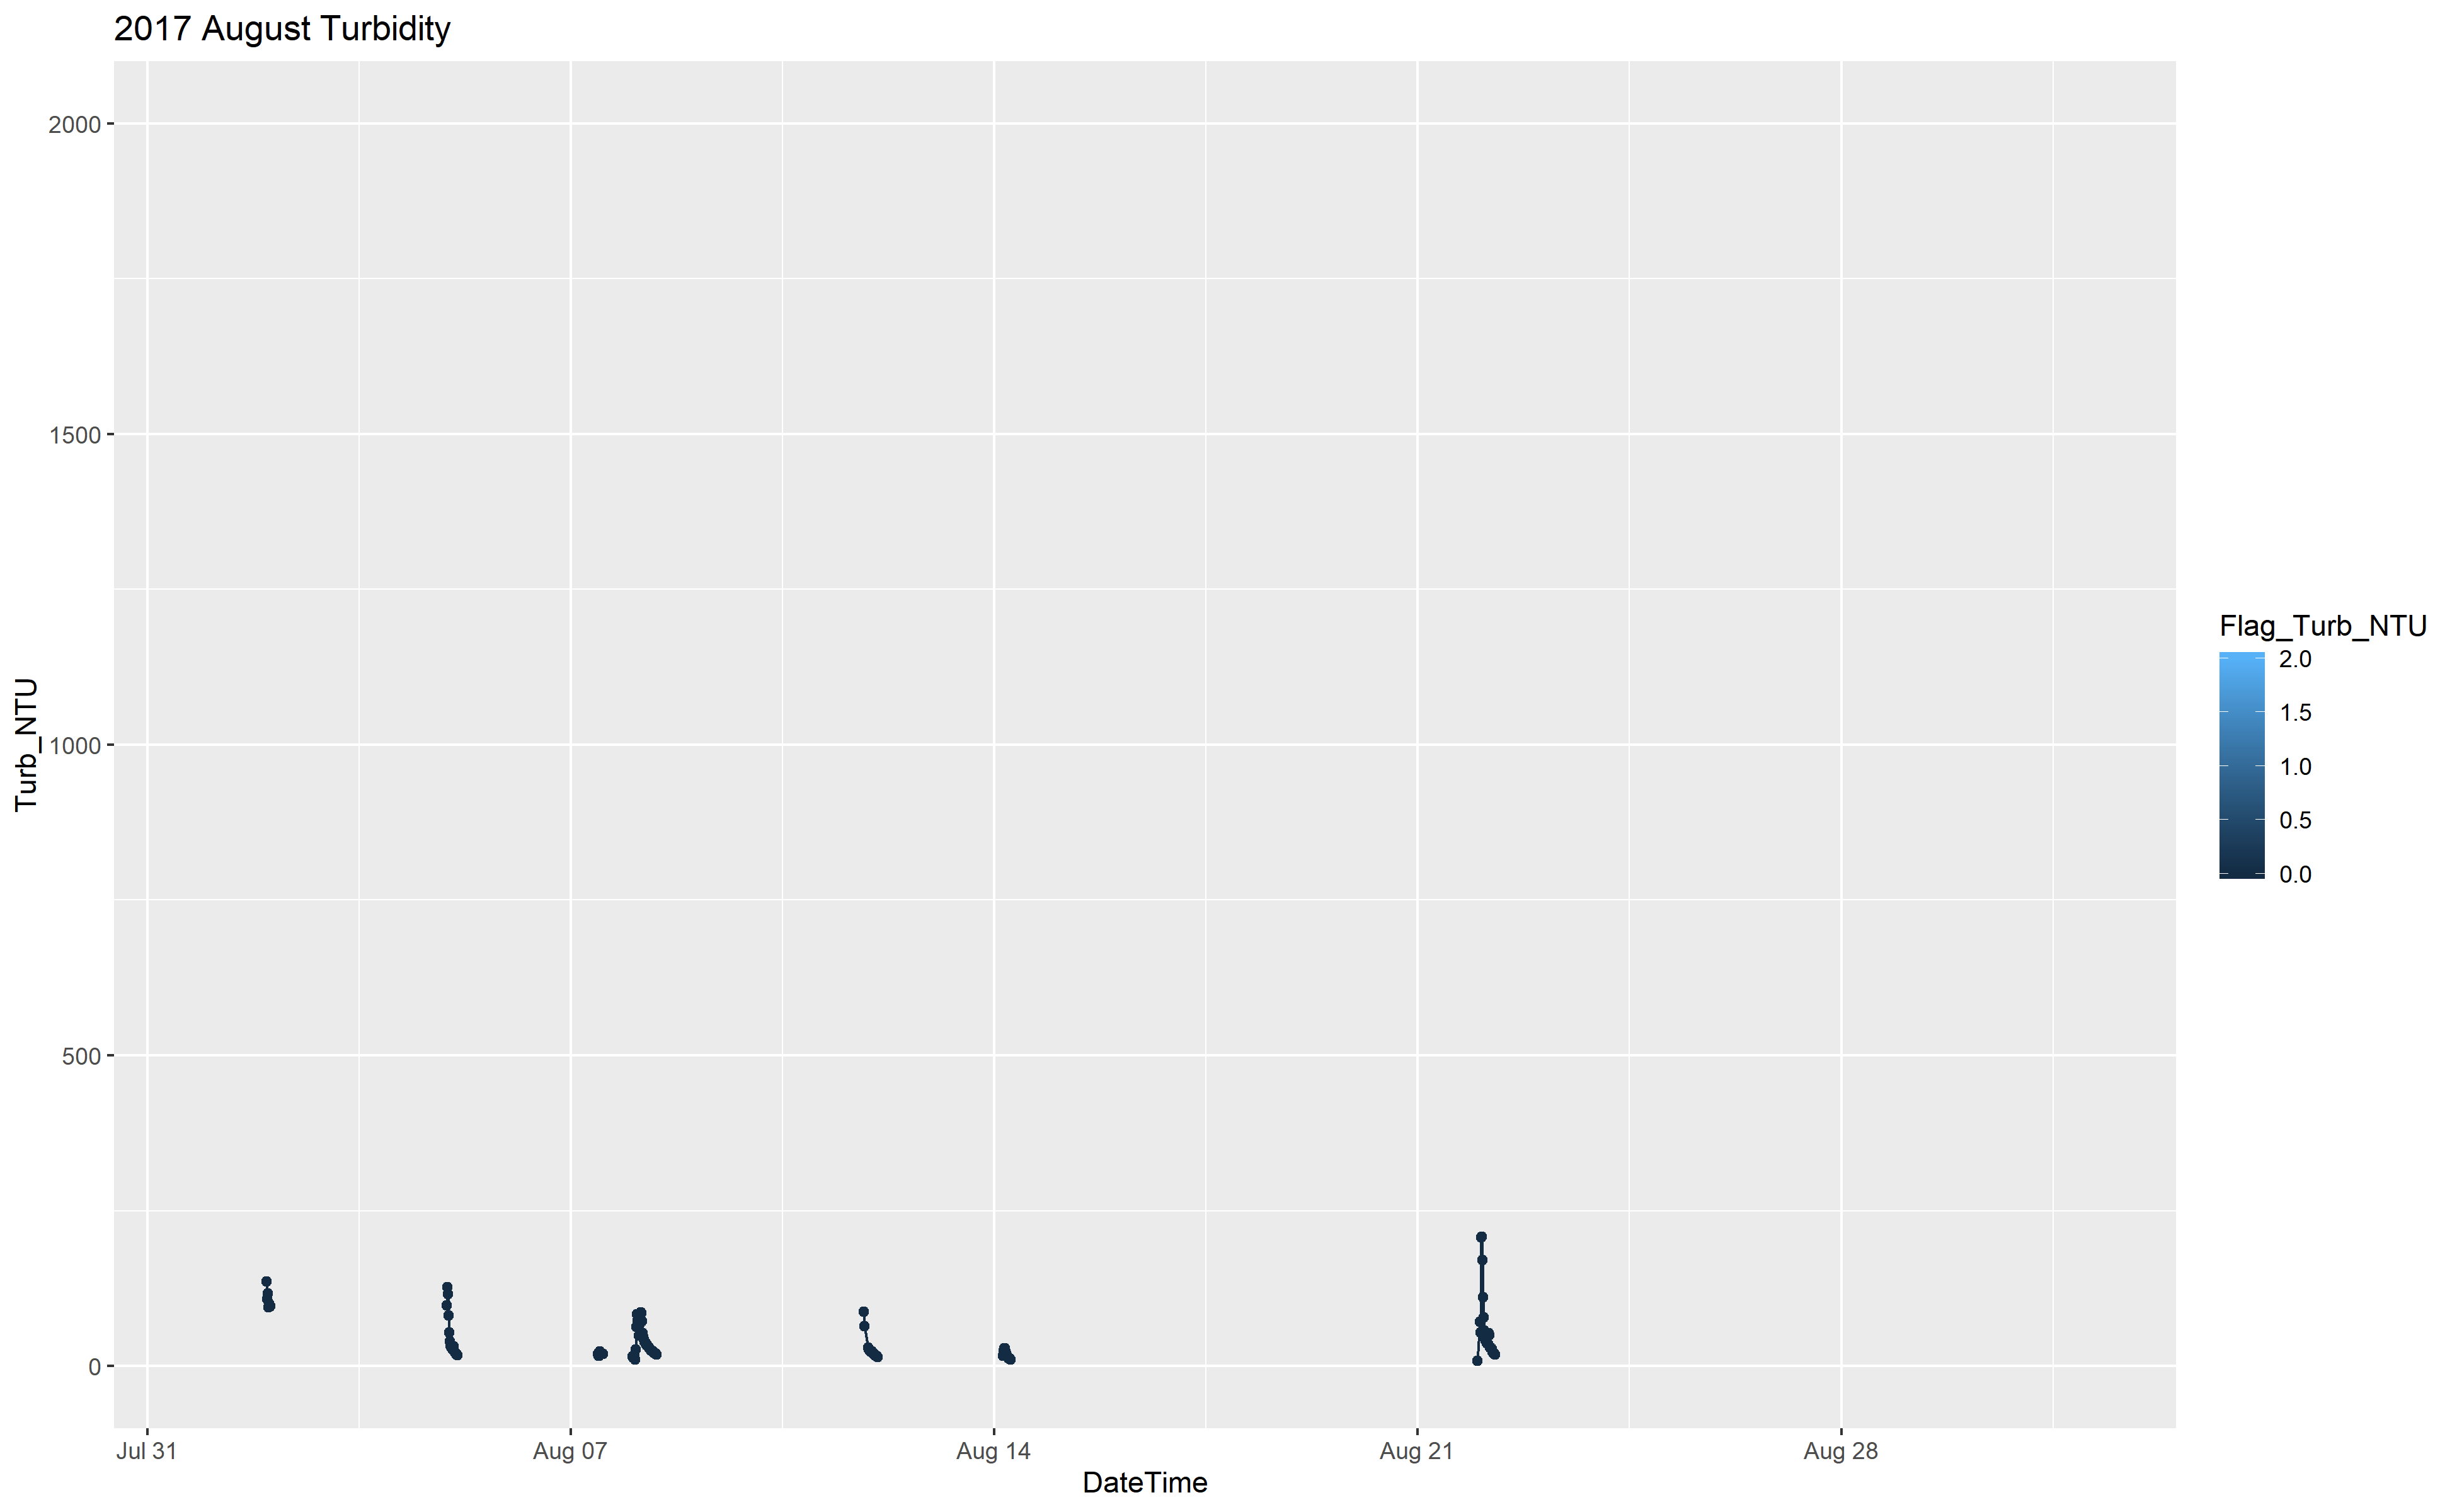 2017 August Turbidity
2000
1500
1000
500
0
Turb_NTU
Jul 31
Aug 07
Aug 14
Aug 21
Aug 28
DateTime
Flag_Turb_NTU
2.0
1.5
1.0
0.5
0.0